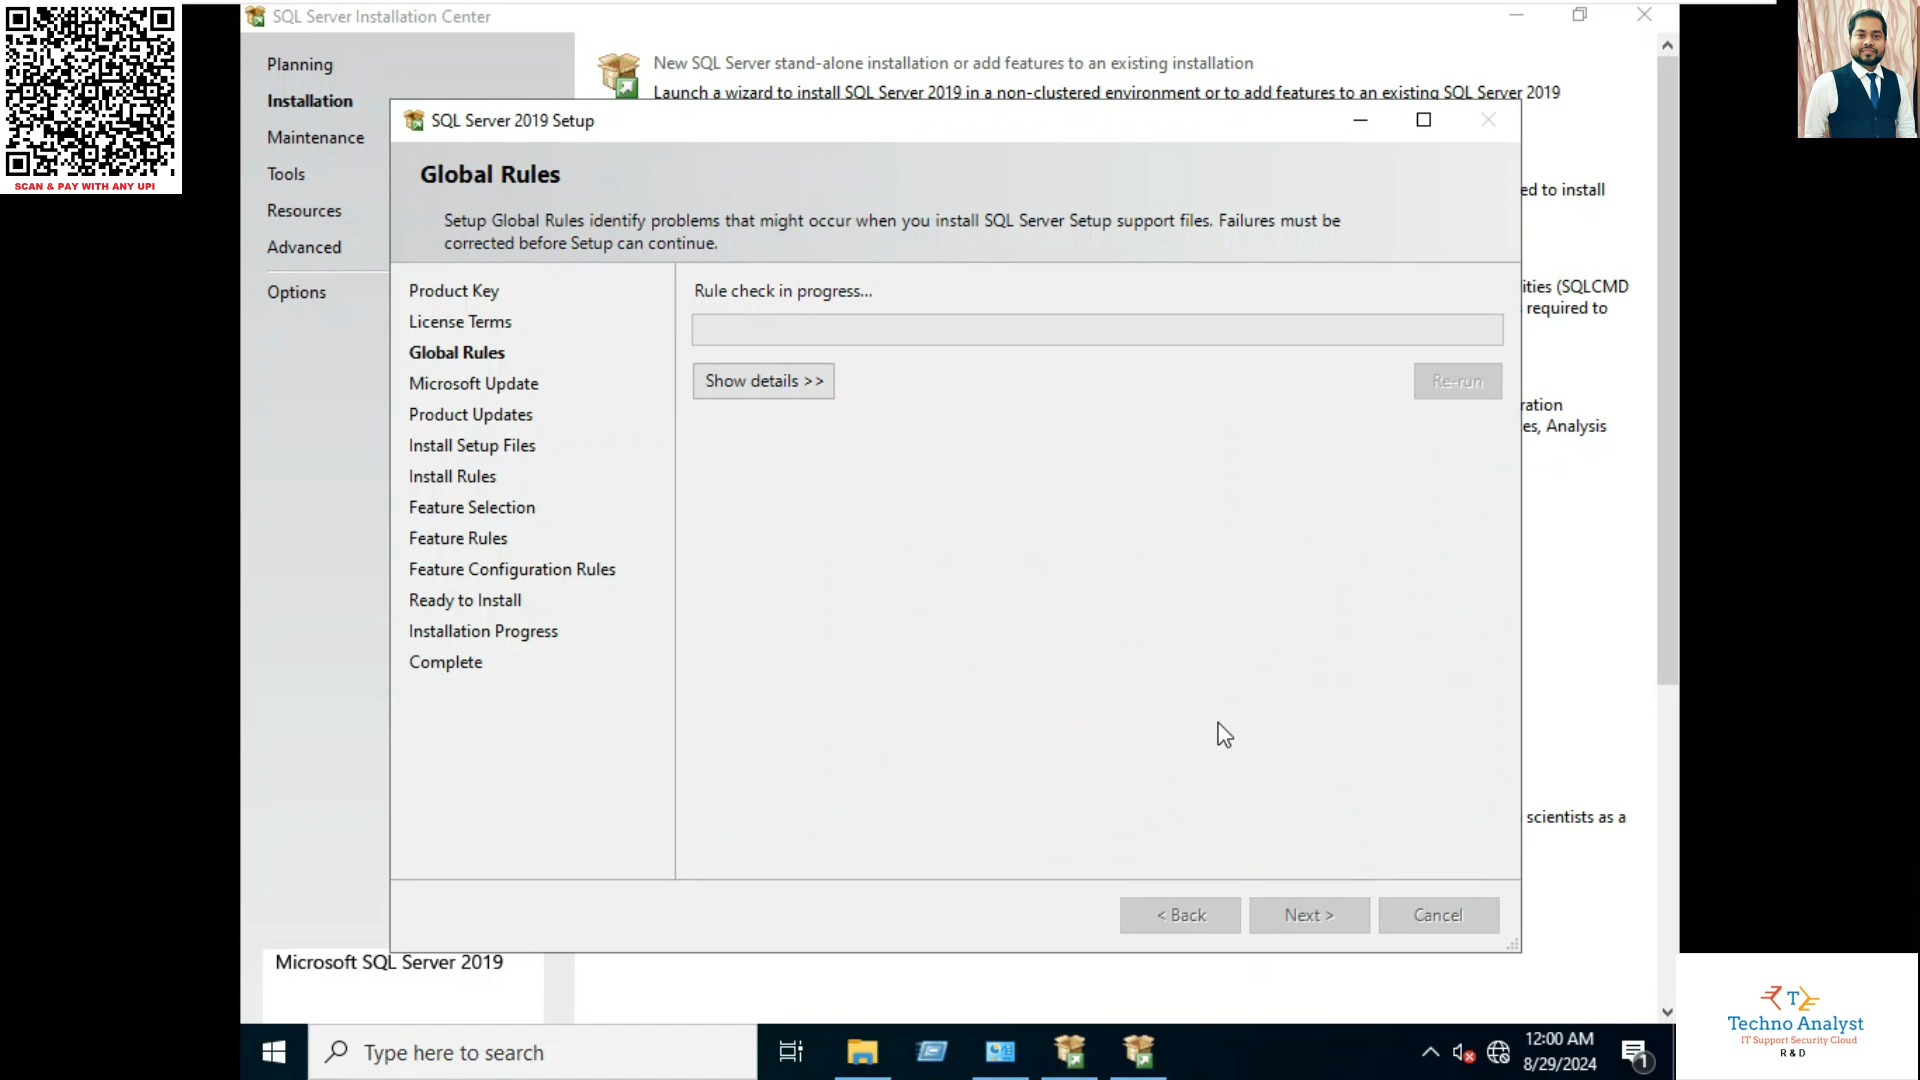 SCAN & PAY WITH ANY UPI
SQL Server Installation Center
Planning
Installation
Maintenance
Tools
Resources
Advanced
Options
New SQL Server stand-alone installation or add features to an existing installation
Launch a wizard to install SQL Server 2019 in a non-clustered environment or to add features to an existing SQL Server 2019
ed to install
ities (SQLCMD
required to
ration
es, Analysis
scientists as a
SQL Server 2019 Setup
Global Rules
Setup Global Rules identify problems that might occur when you install SQL Server Setup support files. Failures must be
corrected before Setup can continue.
Product Key
License Terms
Global Rules
Microsoft Update
Product Updates
Install Setup Files
Install Rules
Feature Selection
Feature Rules
Feature Configuration Rules
Ready to Install
Installation Progress
Complete
Rule check in progress...
Show details >>
Re-run
< Back
Next >
Cancel
Microsoft SQL Server 2019
Type here to search
12:00 AM
8/29/2024
1
T
Techno Analyst
IT Support Security Cloud
R & D